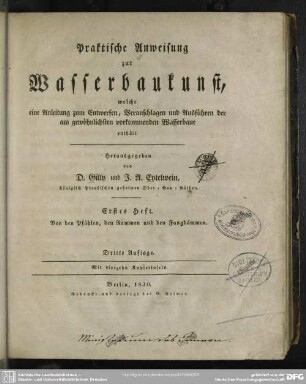 Praktische Anweisung
zur
Wasserbaukunst,
welche
eine Anleitung zum Entwerfen, Veranschlagen und Ausführen der
am gewöhnlichsten vorkommenden Wasserbaue
enthält.
Herausgegeben
von
D. Gilly und J. A. Eytelwein,
Königlich Preußischen geheimen Ober-Bau-Räthen.
Erstes Heft.
Von den Pfählen, den Rammen und den Fangdämmen.
Dritte Auflage.
Mit vierzehn Kupfertafeln.
Berlin, 1830.
Gedruckt und verlegt bei G. Reimer.